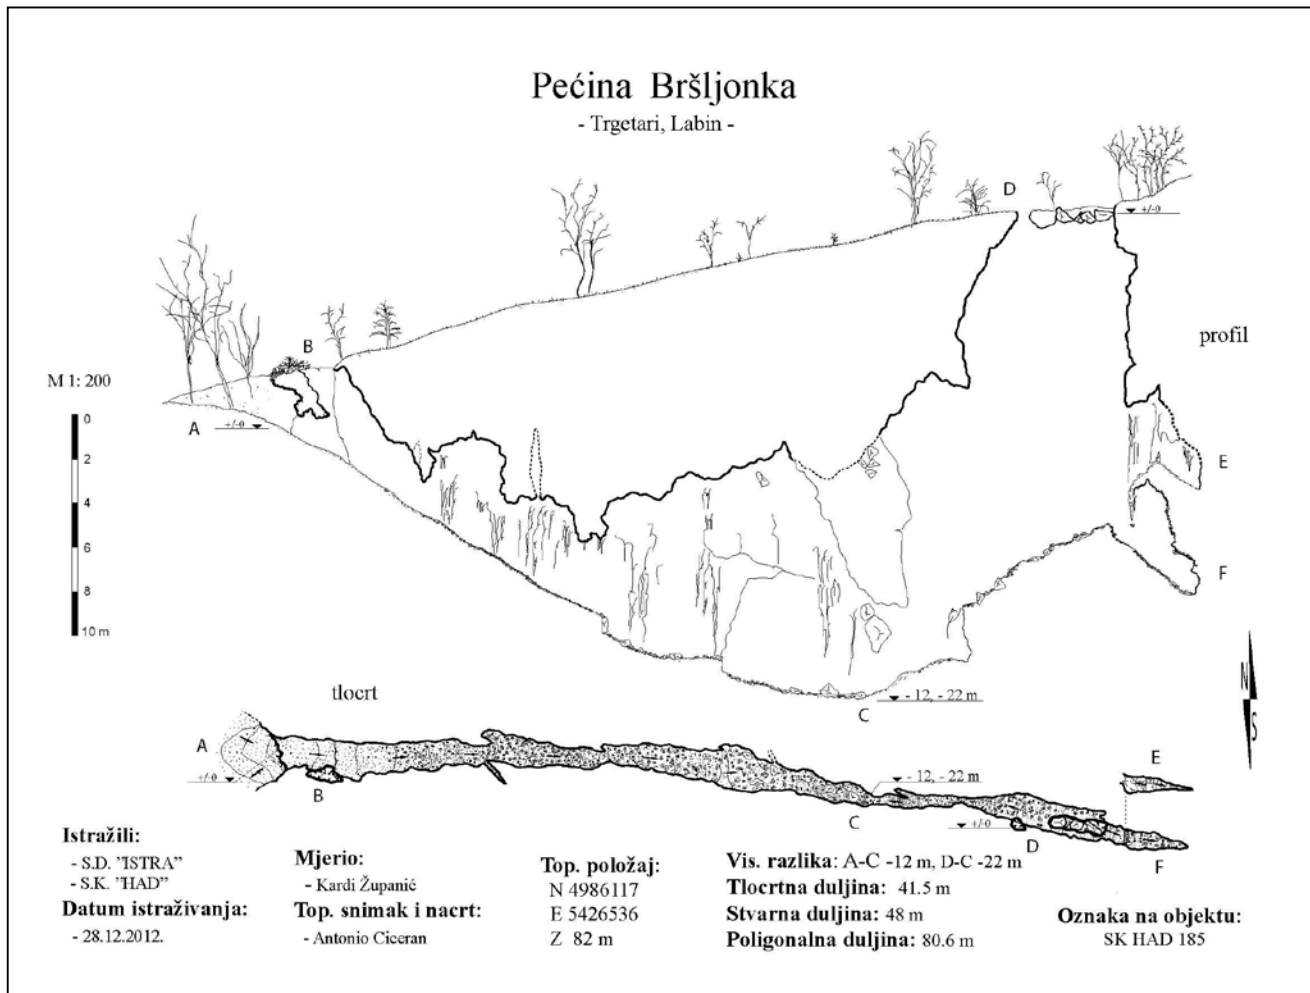 Pećina Bršljonka
- Trgetari, Labin -
D
+/-0
B
profil
M 1: 200
0
A
+/-0
2
E
4
6
F
8
10 m
N
tlocrt
- 12, - 22 m
C
S
A
E
+/-0
- 12, - 22 m
B
C
+/-0
D
F
Istražili:
- S.D. "ISTRA"
- S.K. "HAD"
Datum istraživanja:
- 28.12.2012.
Mjerio:
- Kardi Županić
Top. snimak i nacrt:
- Antonio Ciceran
Top. položaj:
N 4986117
E 5426536
Z 82 m
Vis. razlika: A-C -12 m, D-C -22 m
Tlocrtna duljina: 41.5 m
Stvarna duljina: 48 m
Poligonalna duljina: 80.6 m
Oznaka na objektu:
SK HAD 185